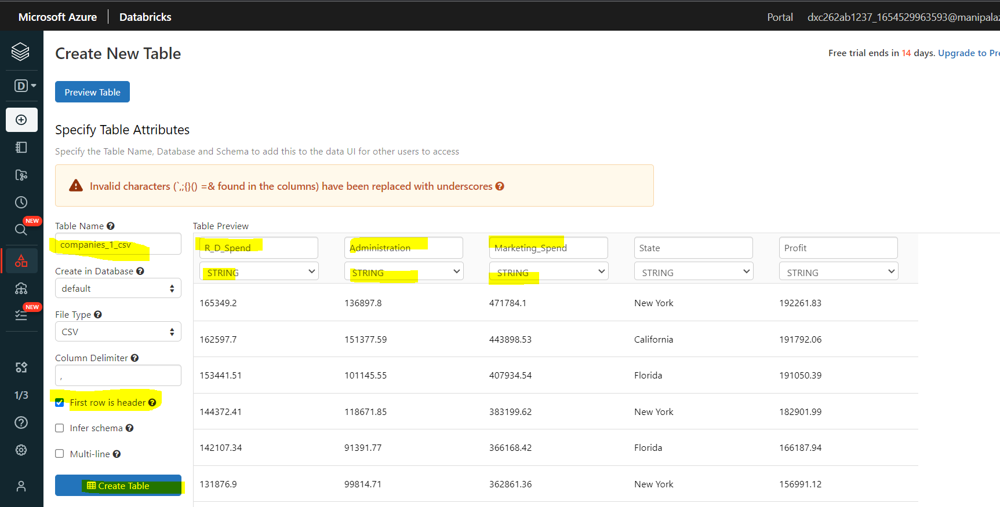 Microsoft Azure Databricks Portal dxc262ab1237_1654529963593@manipalaz
Create New Table
Free trial ends in 14 days. Upgrade to Pre
D
Preview Table
Specify Table Attributes
Specify the Table Name, Database and Schema to add this to the data UI for other users to access
Invalid characters (`,;{}() =& found in the columns) have been replaced with underscores
NEW
NEW
1/3
Table Name
companies_1_csv
Create in Database
default
File Type
CSV
Column Delimiter
,
First row is header
Infer schema
Multi-line
Create Table
Table Preview
R_D_Spend Administration Marketing_Spend State Profit
STRING STRING STRING STRING STRING
165349.2 136897.8 471784.1 New York 192261.83
162597.7 151377.59 443898.53 California 191792.06
153441.51 101145.55 407934.54 Florida 191050.39
144372.41 118671.85 383199.62 New York 182901.99
142107.34 91391.77 366168.42 Florida 166187.94
131876.9 99814.71 362861.36 New York 156991.12